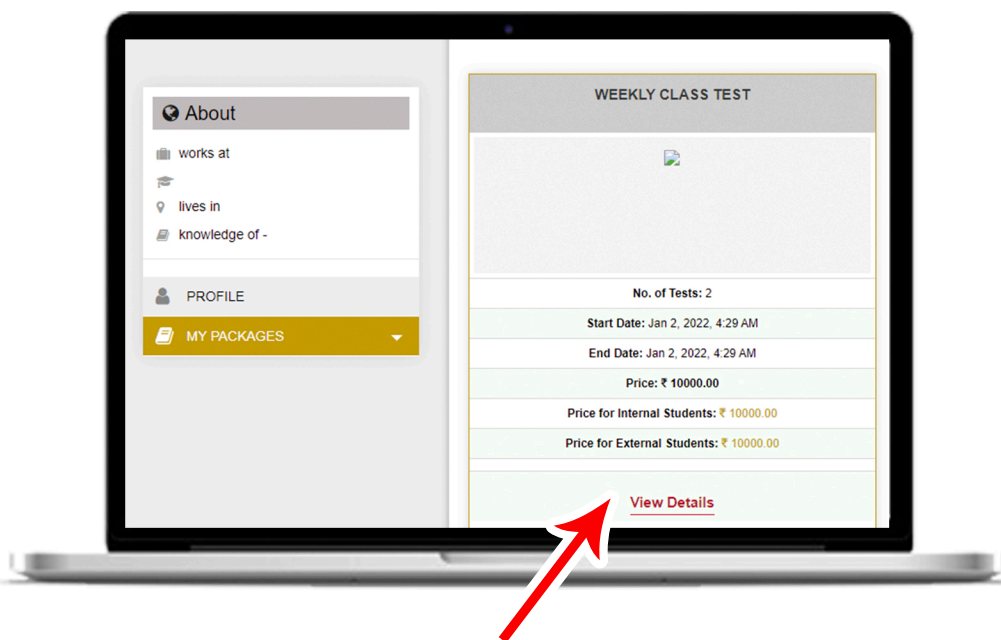 About
works at
lives in
knowledge of -
PROFILE
MY PACKAGES
WEEKLY CLASS TEST
No. of Tests: 2
Start Date: Jan 2, 2022, 4:29 AM
End Date: Jan 2, 2022, 4:29 AM
Price: ₹ 10000.00
Price for Internal Students: ₹ 10000.00
Price for External Students: ₹ 10000.00
View Details